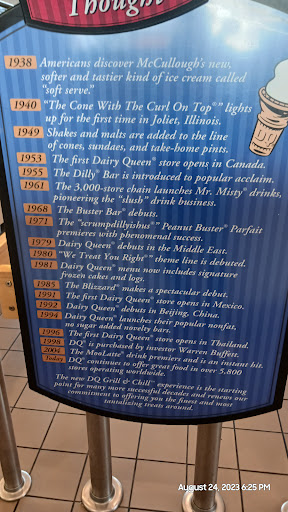 Thought
1938 Americans discover McCullough's new,
softer and tastier kind of ice cream called
"soft serve."
1940 "The Cone With The Curl On Top®" lights
up for the first time in Joliet, Illinois.
1949 Shakes and malts are added to the line
of cones, sundaes, and take-home pints.
1953 The first Dairy Queen® store opens in Canada.
1955 The Dilly® Bar is introduced to popular acclaim.
1961 The 3,000-store chain launches Mr. Misty® drinks,
pioneering the "slush" drink business.
1968 The Buster Bar® debuts.
1971 The "scrumpdillyishus!" Peanut Buster® Parfait
premieres with phenomenal success.
1979 Dairy Queen® debuts in the Middle East.
1980 "We Treat You Right®" theme line is debuted.
1981 Dairy Queen® menu now includes signature
frozen cakes and logs.
1985 The Blizzard® makes a spectacular debut.
1991 The first Dairy Queen® store opens in Mexico.
1992 Dairy Queen® debuts in Beijing, China.
1994 Dairy Queen® launches their popular nonfat,
no sugar added novelty bars.
1996 The first Dairy Queen® store opens in Thailand.
1998 DQ® is purchased by investor Warren Buffett.
2004 The MooLatte® drink premiers and is an instant hit.
Today DQ® continues to offer great food in over 5,800
stores operating worldwide.
The new DQ Grill & Chill® experience is the starting
point for many more successful decades and renews our
commitment to offering you the finest and most
tantalizing treats around.
DQ
August 24, 2023 6:25 PM